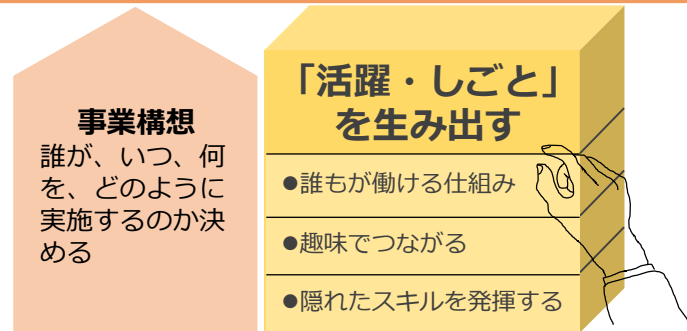 事業構想
誰が、いつ、何
を、どのように
実施するのか決
める
「活躍・しごと」
を生み出す
●誰もが働ける仕組み
●趣味でつながる
●隠れたスキルを発揮する